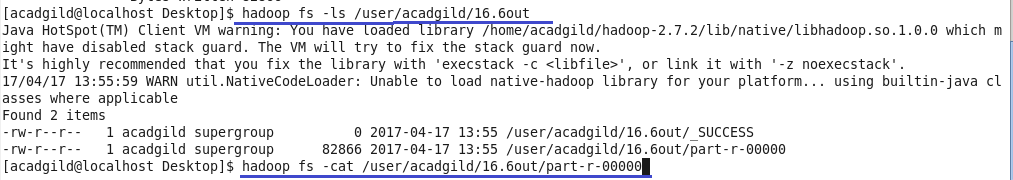 [acadgild@localhost Desktop]$ hadoop fs -ls /user/acadgild/16.6out
Java HotSpot(TM) Client VM warning: You have loaded library /home/acadgild/hadoop-2.7.2/lib/native/libhadoop.so.1.0.0 which m
ight have disabled stack guard. The VM will try to fix the stack guard now.
It's highly recommended that you fix the library with 'execstack -c <libfile>', or link it with '-z noexecstack'.
17/04/17 13:55:59 WARN util.NativeCodeLoader: Unable to load native-hadoop library for your platform... using builtin-java cl
asses where applicable
Found 2 items
-rw-r--r--   1 acadgild supergroup          0 2017-04-17 13:55 /user/acadgild/16.6out/_SUCCESS
-rw-r--r--   1 acadgild supergroup      82866 2017-04-17 13:55 /user/acadgild/16.6out/part-r-00000
[acadgild@localhost Desktop]$ hadoop fs -cat /user/acadgild/16.6out/part-r-00000